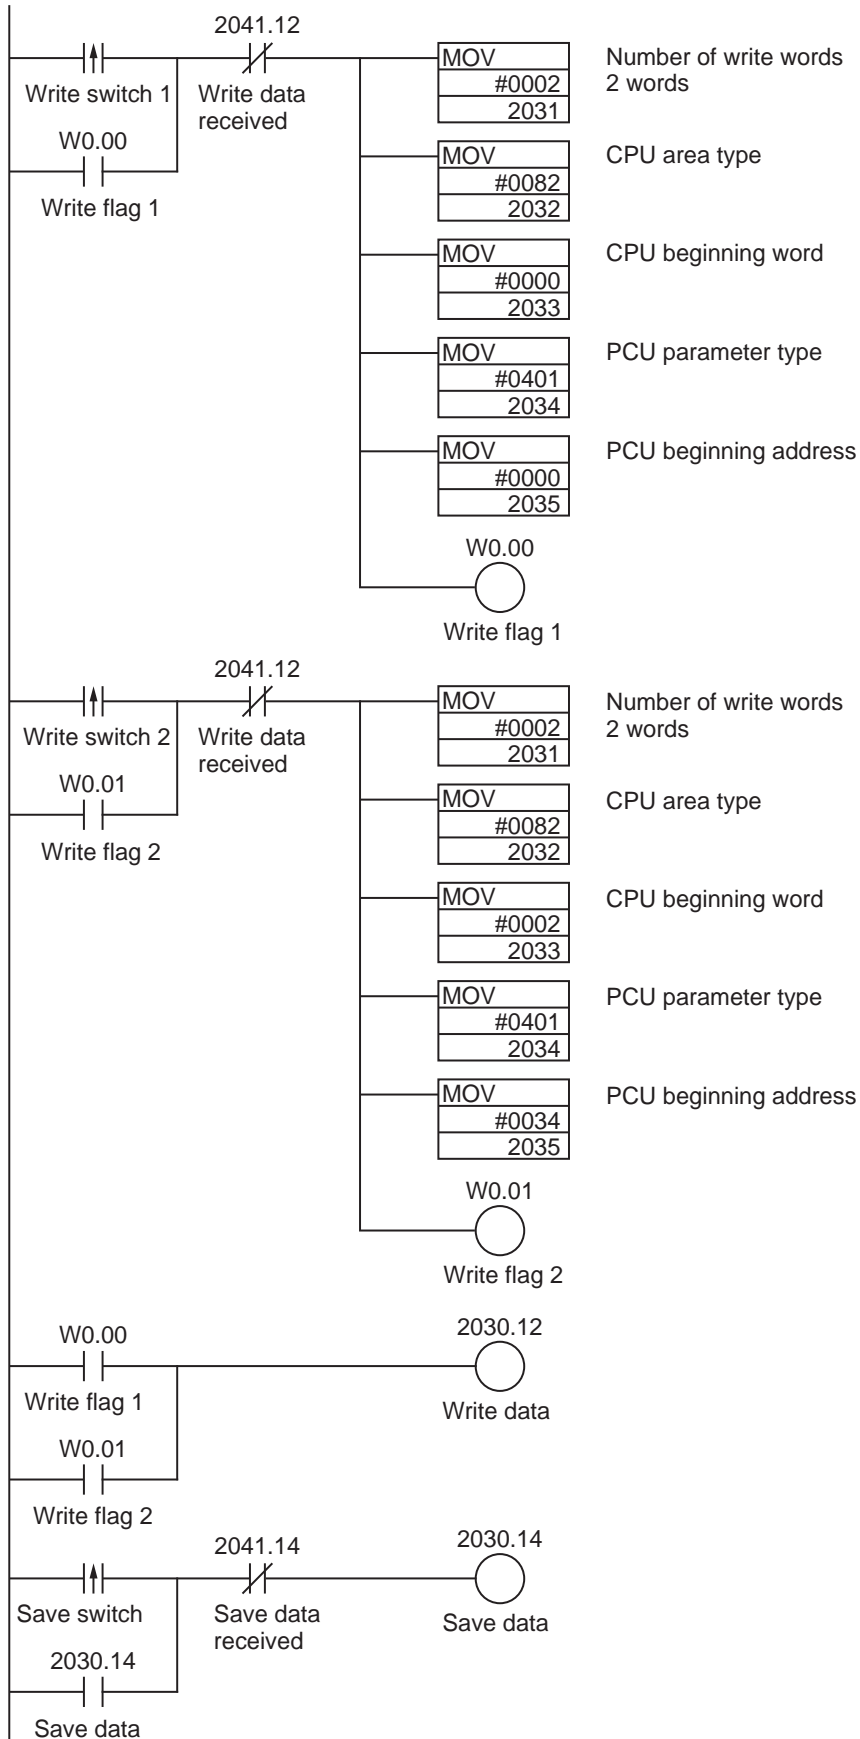 2041.12
MOV
Number of write words
#0002
2 words
Write switch 1
Write data
2031
received
W0.00
MOV
CPU area type
#0082
Write flag 1
2032
MOV
CPU beginning word
#0000
2033
MOV
PCU parameter type
#0401
2034
MOV
PCU beginning address
#0000
2035
W0.00
Write flag 1
2041.12
MOV
Number of write words
#0002
2 words
Write switch 2
Write data
2031
received
W0.01
MOV
CPU area type
#0082
Write flag 2
2032
MOV
CPU beginning word
#0002
2033
MOV
PCU parameter type
#0401
2034
MOV
PCU beginning address
#0034
2035
W0.01
Write flag 2
W0.00
2030.12
Write flag 1
Write data
W0.01
Write flag 2
2041.14
2030.14
Save switch
Save data
received
Save data
2030.14
Save data